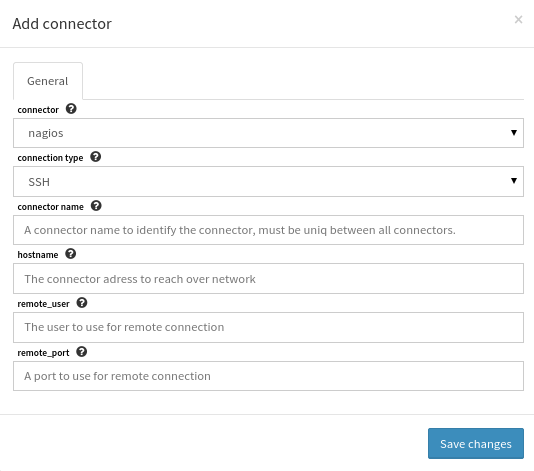 Add connector ×
General
connector ?
nagios
connection type ?
SSH
connector name ?
A connector name to identify the connector, must be uniq between all connectors.
hostname ?
The connector adress to reach over network
remote_user ?
The user to use for remote connection
remote_port ?
A port to use for remote connection
Save changes